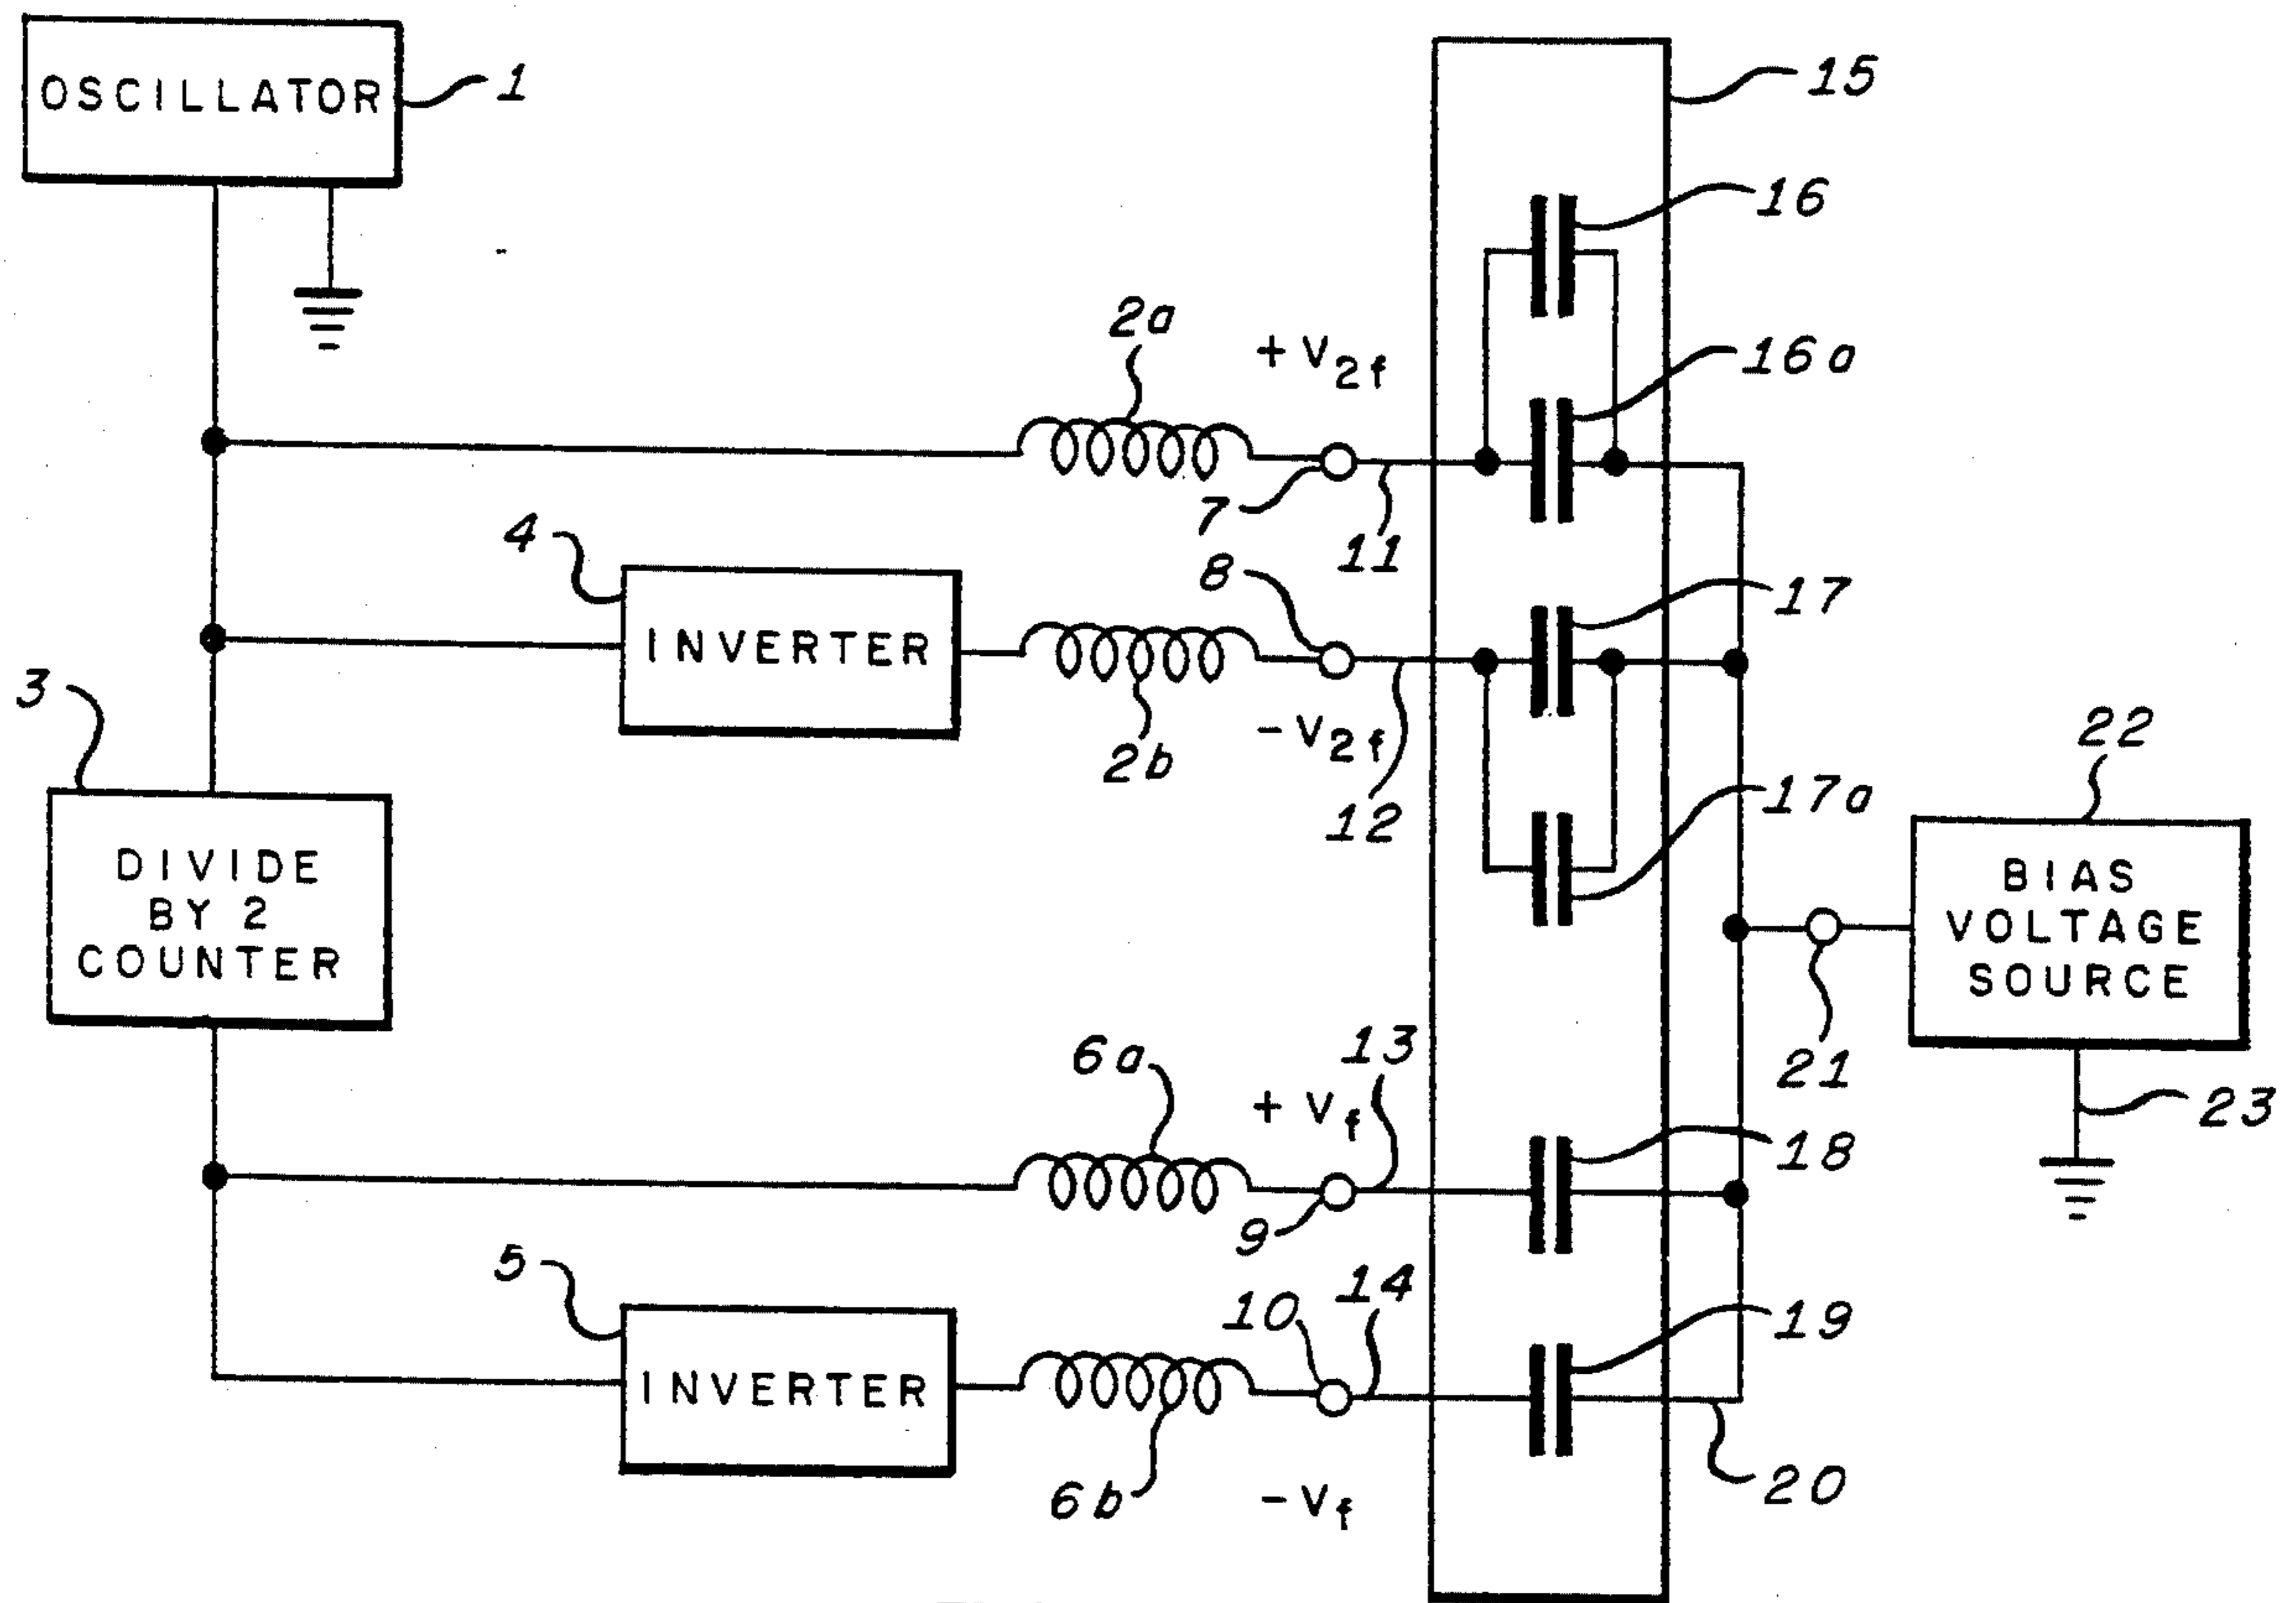 OSCILLATOR
1
15
16
2a
+ V2f
16a
7
11
4
8
INVERTER
17
3
2b
- V2f
12
17a
22
DIVIDE
BY 2
COUNTER
BIAS
VOLTAGE
SOURCE
21
6a
+ Vf
13
23
18
9
5
10
14
19
INVERTER
6b
- Vf
20